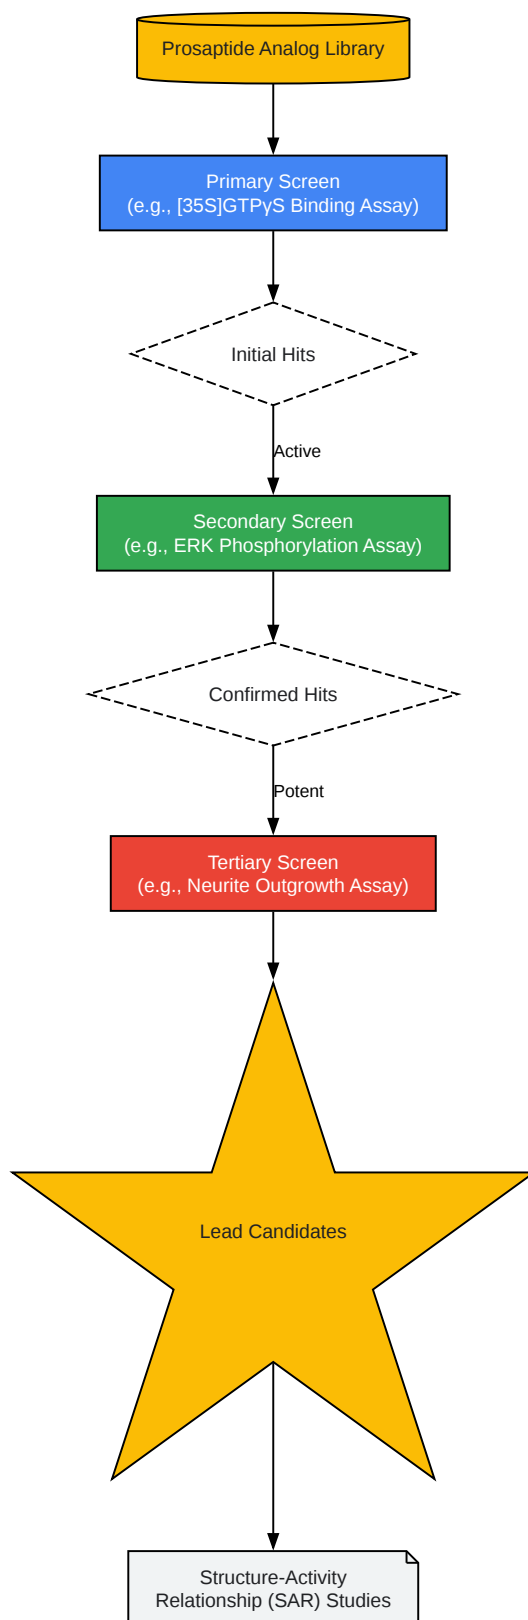 Prosaptide Analog Library
Primary Screen
(e.g., [35S]GTPγS Binding Assay)
Initial Hits
Active
Secondary Screen
(e.g., ERK Phosphorylation Assay)
Confirmed Hits
Potent
Tertiary Screen
(e.g., Neurite Outgrowth Assay)
Lead Candidates
Structure-Activity
Relationship (SAR) Studies